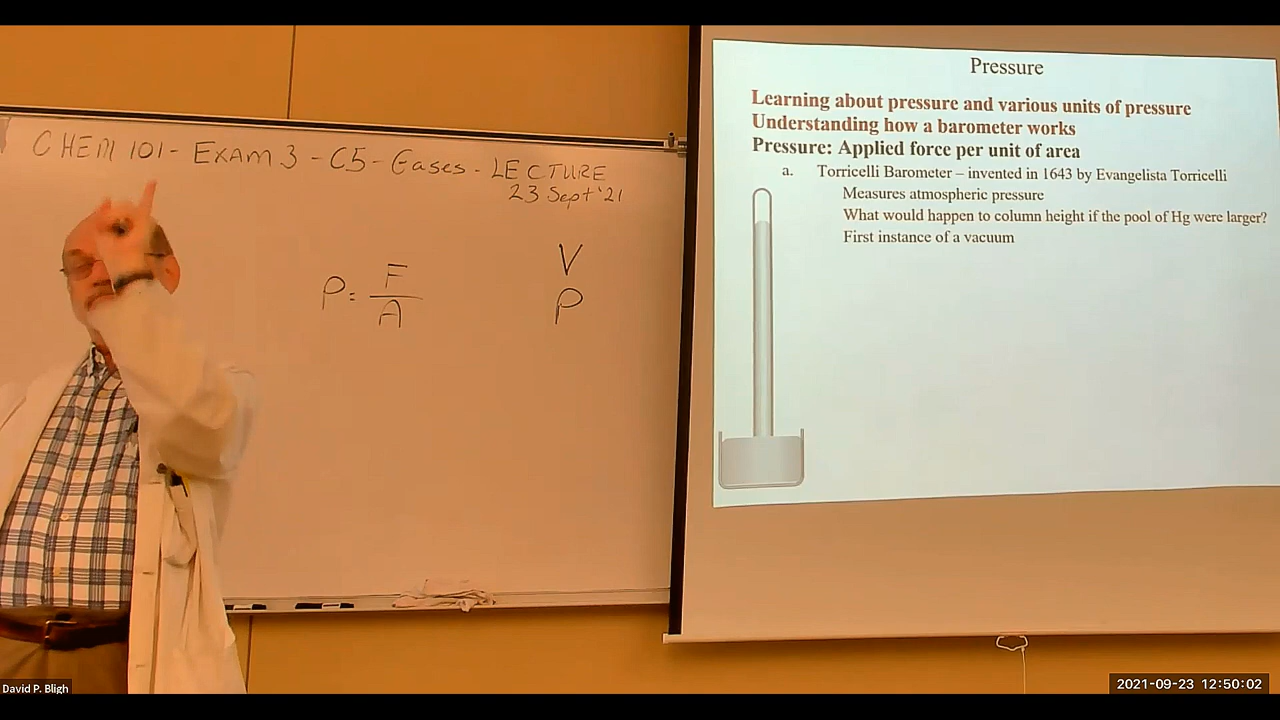 CHEM 101 - EXAM 3 - C5 - Gases - LECTURE
23 Sept '21
P = F
A
V
P
Pressure
Learning about pressure and various units of pressure
Understanding how a barometer works
Pressure: Applied force per unit of area
a. Torricelli Barometer – invented in 1643 by Evangelista Torricelli
Measures atmospheric pressure
What would happen to column height if the pool of Hg were larger?
First instance of a vacuum
David P. Bligh
2021-09-23 12:50:02